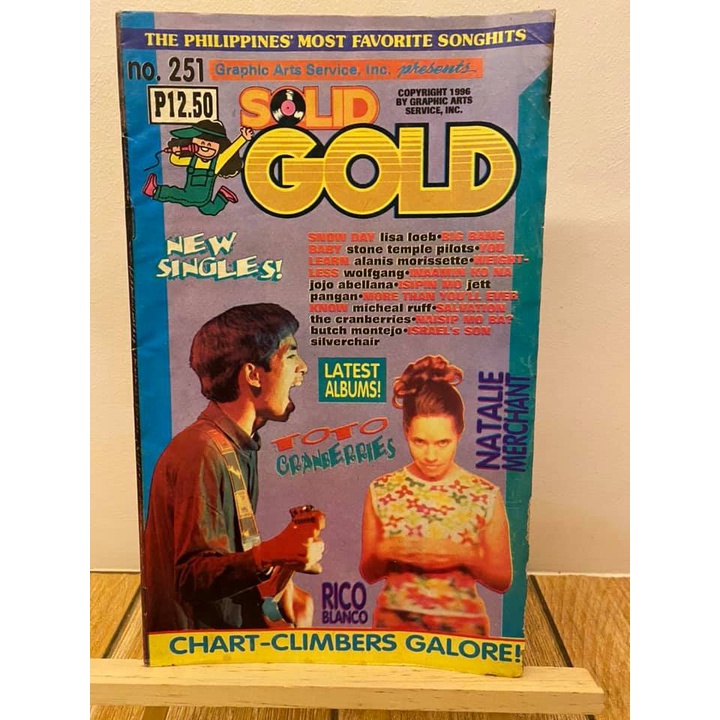 THE PHILIPPINES' MOST FAVORITE SONGHITS
no. 251 Graphic Arts Service, Inc. presents
P12.50
COPYRIGHT 1996
BY GRAPHIC ARTS
SERVICE, INC.
SOLID
GOLD
NEW
SINGLES!
SNOW DAY lisa loeb•BIG BANG
BABY stone temple pilots•YOU
LEARN alanis morissette•WEIGHT-
LESS wolfgang•INAAMIN KO NA
jojo abellana•ISIPIN MO jett
pangan•MORE THAN YOU'LL EVER
KNOW micheal ruff•SALVATION
the cranberries•NAISIP MO BA?
butch montejo•ISRAEL's SON
silverchair
LATEST
ALBUMS!
TOTO
CRANBERRIES
NATALIE
MERCHANT
RICO
BLANCO
CHART-CLIMBERS GALORE!